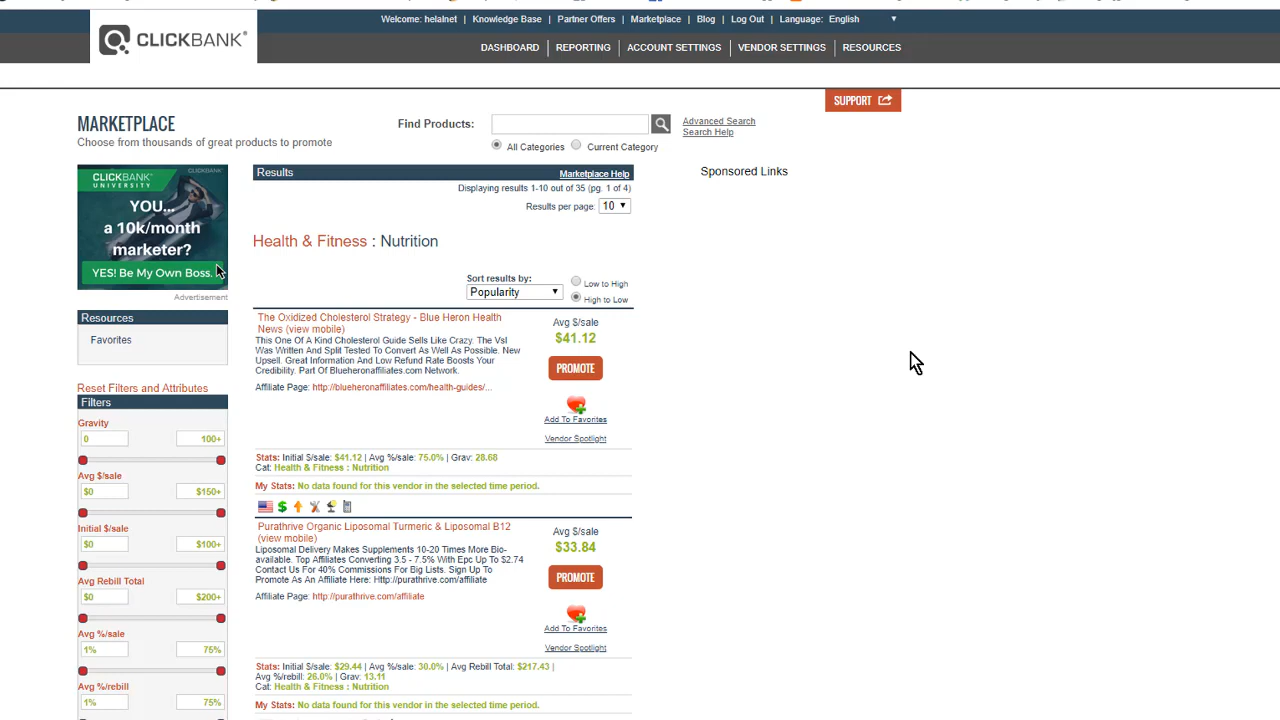 Welcome: helalnet | Knowledge Base | Partner Offers | Marketplace | Blog | Log Out | Language: English
CLICKBANK®
DASHBOARD | REPORTING | ACCOUNT SETTINGS | VENDOR SETTINGS | RESOURCES
SUPPORT
MARKETPLACE
Choose from thousands of great products to promote
Find Products:
Advanced Search
Search Help
All Categories
Current Category
CLICKBANK
CLICKBANK®
UNIVERSITY
YOU...
a 10k/month
marketer?
YES! Be My Own Boss.
Advertisement
Resources
Favorites
Reset Filters and Attributes
Filters
Gravity
0 100+
Avg $/sale
$0 $150+
Initial $/sale
$0 $100+
Avg Rebill Total
$0 $200+
Avg %/sale
1% 75%
Avg %/rebill
1% 75%
Results
Marketplace Help
Displaying results 1-10 out of 35 (pg. 1 of 4)
Results per page: 10
Health & Fitness : Nutrition
Sort results by:
Popularity
Low to High
High to Low
The Oxidized Cholesterol Strategy - Blue Heron Health
News (view mobile)
This One Of A Kind Cholesterol Guide Sells Like Crazy. The Vsl
Was Written And Split Tested To Convert As Well As Possible. New
Upsell. Great Information And Low Refund Rate Boosts Your
Credibility. Part Of Blueheronaffiliates.com Network.
Affiliate Page: http://blueheronaffiliates.com/health-guides/...
Avg $/sale
$41.12
PROMOTE
Add To Favorites
Vendor Spotlight
Stats: Initial $/sale: $41.12 | Avg %/sale: 75.0% | Grav: 28.68
Cat: Health & Fitness : Nutrition
My Stats: No data found for this vendor in the selected time period.
Purathrive Organic Liposomal Turmeric & Liposomal B12
(view mobile)
Liposomal Delivery Makes Supplements 10-20 Times More Bio-
available. Top Affiliates Converting 3.5 - 7.5% With Epc Up To $2.74
Contact Us For 40% Commissions For Big Lists. Sign Up To
Promote As An Affiliate Here: Http://purathrive.com/affiliate
Affiliate Page: http://purathrive.com/affiliate
Avg $/sale
$33.84
PROMOTE
Add To Favorites
Vendor Spotlight
Stats: Initial $/sale: $29.44 | Avg %/sale: 30.0% | Avg Rebill Total: $217.43 |
Avg %/rebill: 26.0% | Grav: 13.11
Cat: Health & Fitness : Nutrition
My Stats: No data found for this vendor in the selected time period.
Sponsored Links